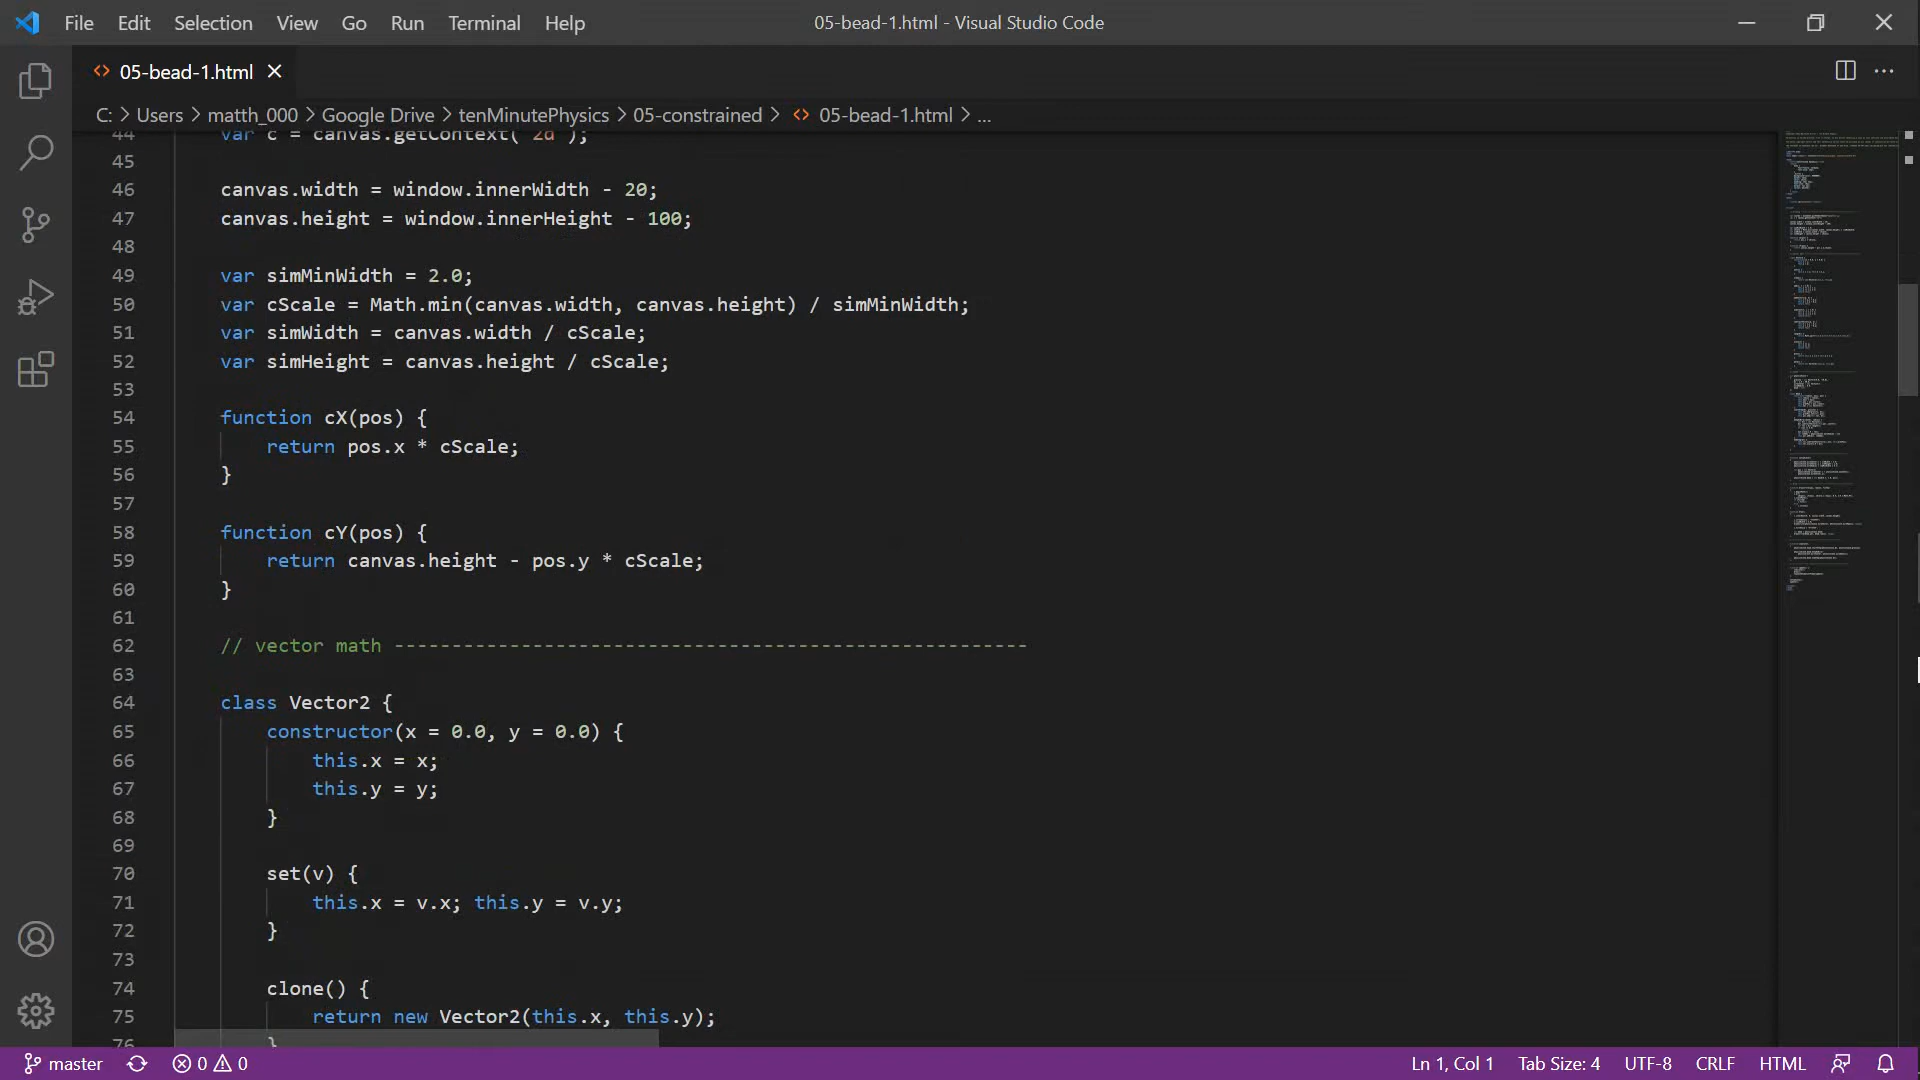 File Edit Selection View Go Run Terminal Help
05-bead-1.html - Visual Studio Code
05-bead-1.html
C: > Users > matth_000 > Google Drive > tenMinutePhysics > 05-constrained > 05-bead-1.html > ...
44 var c = canvas.getContext("2d");
45
46 canvas.width = window.innerWidth - 20;
47 canvas.height = window.innerHeight - 100;
48
49 var simMinWidth = 2.0;
50 var cScale = Math.min(canvas.width, canvas.height) / simMinWidth;
51 var simWidth = canvas.width / cScale;
52 var simHeight = canvas.height / cScale;
53
54 function cX(pos) {
55 return pos.x * cScale;
56 }
57
58 function cY(pos) {
59 return canvas.height - pos.y * cScale;
60 }
61
62 // vector math -------------------------------------------------------
63
64 class Vector2 {
65 constructor(x = 0.0, y = 0.0) {
66 this.x = x;
67 this.y = y;
68 }
69
70 set(v) {
71 this.x = v.x; this.y = v.y;
72 }
73
74 clone() {
75 return new Vector2(this.x, this.y);
76 }
master 0 0 Ln 1, Col 1 Tab Size: 4 UTF-8 CRLF HTML